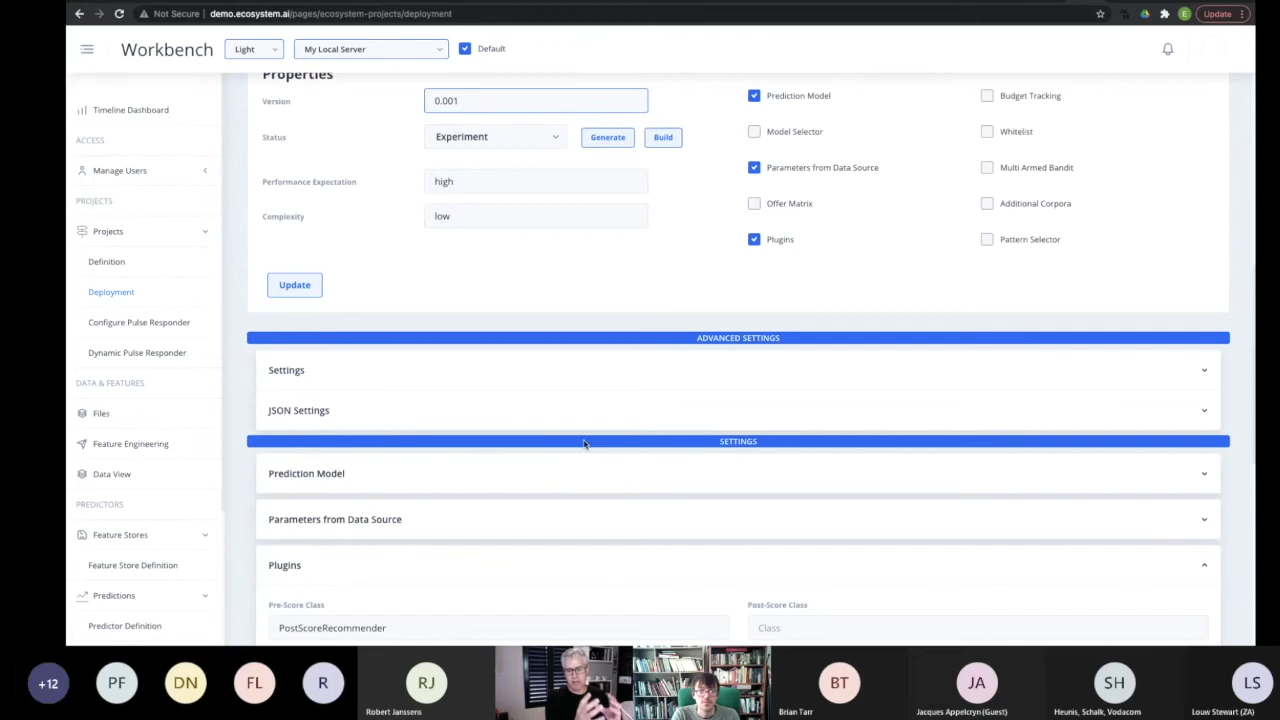 Not Secure | demo.ecosystem.ai/pages/ecosystem-projects/deployment
E
Update
Workbench
Light
My Local Server
Default
Timeline Dashboard
ACCESS
Manage Users
PROJECTS
Projects
Definition
Deployment
Configure Pulse Responder
Dynamic Pulse Responder
DATA & FEATURES
Files
Feature Engineering
Data View
PREDICTORS
Feature Stores
Feature Store Definition
Predictions
Predictor Definition
Properties
Version
0.001
Status
Experiment
Generate
Build
Performance Expectation
high
Complexity
low
Update
Prediction Model
Budget Tracking
Model Selector
Whitelist
Parameters from Data Source
Multi Armed Bandit
Offer Matrix
Additional Corpora
Plugins
Pattern Selector
ADVANCED SETTINGS
Settings
JSON Settings
SETTINGS
Prediction Model
Parameters from Data Source
Plugins
Pre-Score Class
Post-Score Class
PostScoreRecommender
Class
+12
PF
DN
FL
R
RJ
BT
JA
SH
LS
Robert Janssens
Brian Tarr
Jacques Appelcryn (Guest)
Heunis, Schalk, Vodacom
Louw Stewart (ZA)